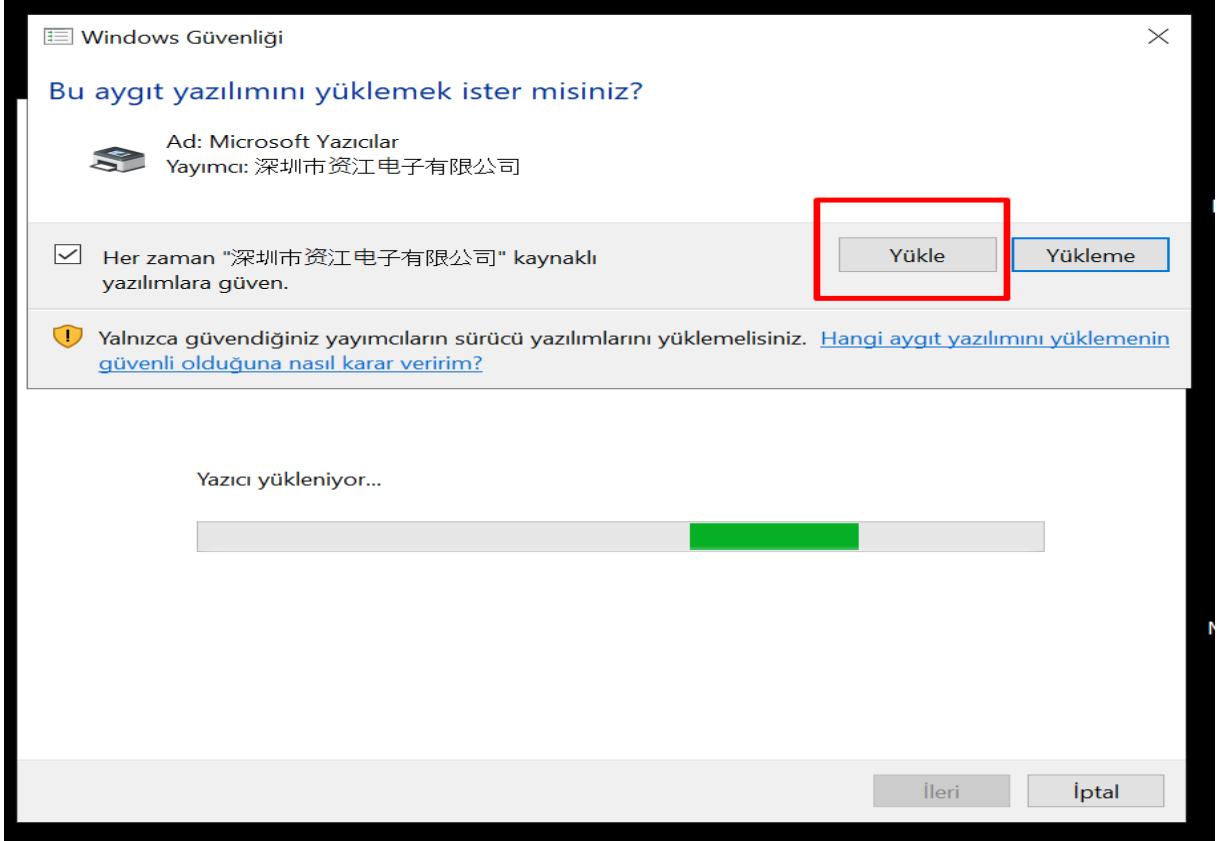 Windows Güvenliği
Bu aygıt yazılımını yüklemek ister misiniz?
Ad: Microsoft Yazıcılar
Yayımcı: 深圳市资江电子有限公司
Her zaman "深圳市资江电子有限公司" kaynaklı
yazılımlara güven.
Yükle
Yükleme
Yalnızca güvendiğiniz yayımcıların sürücü yazılımlarını yüklemelisiniz. Hangi aygıt yazılımını yüklemenin
güvenli olduğuna nasıl karar veririm?
Yazıcı yükleniyor...
İleri
İptal